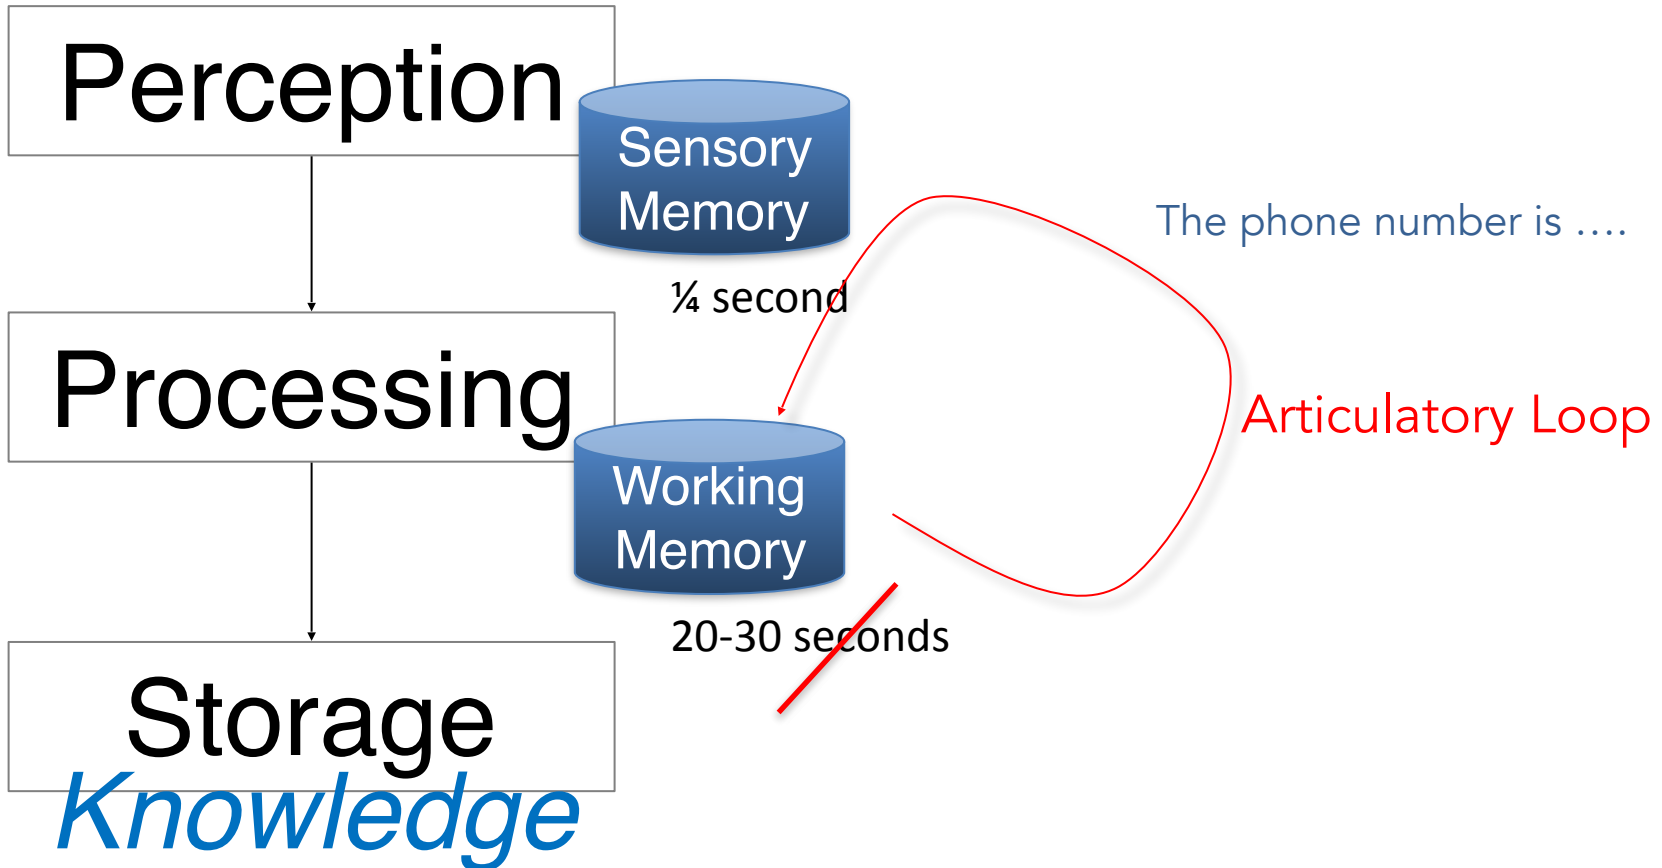 Perception
Sensory
Memory
The phone number is ….
¼ second
Processing
Articulatory Loop
Working
Memory
20-30 seconds
Storage
Knowledge